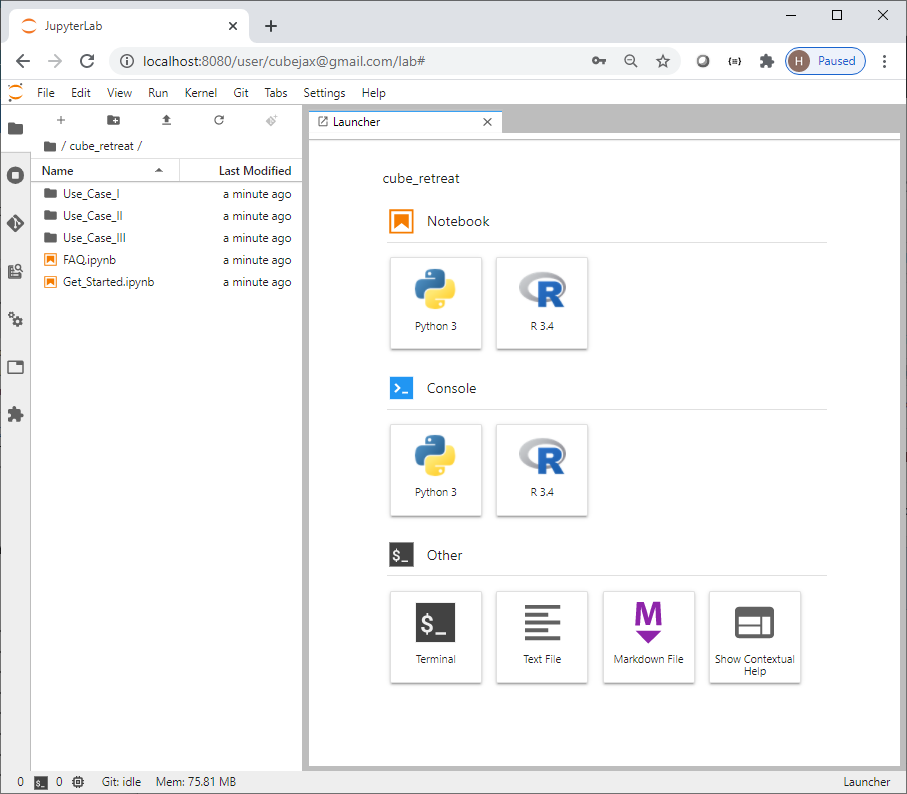 JupyterLab
localhost:8080/user/cubejax@gmail.com/lab#
H Paused
File Edit View Run Kernel Git Tabs Settings Help
Launcher
/ cube_retreat /
Name Last Modified
Use_Case_I a minute ago
Use_Case_II a minute ago
Use_Case_III a minute ago
FAQ.ipynb a minute ago
Get_Started.ipynb a minute ago
cube_retreat
Notebook
Python 3
R 3.4
Console
Python 3
R 3.4
$_ Other
$_
Terminal
Text File
M
Markdown File
Show Contextual
Help
0 $_ 0 Git: idle Mem: 75.81 MB Launcher